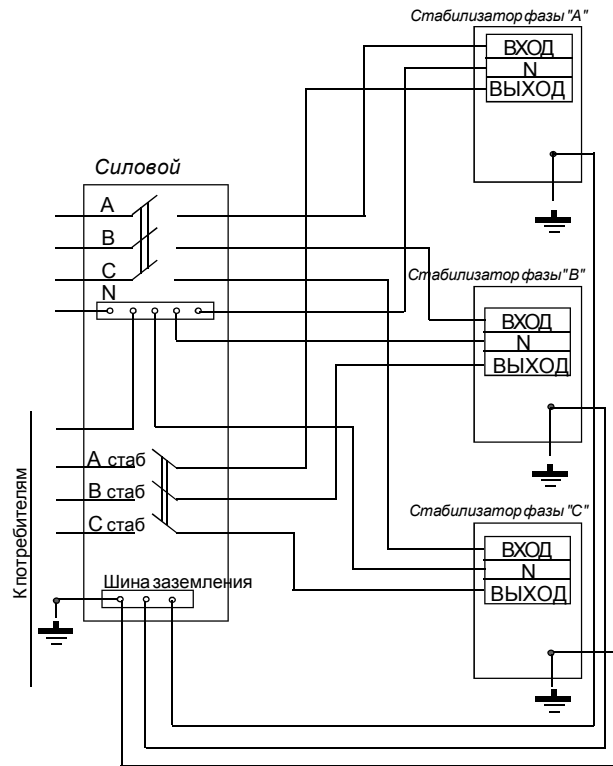 Стабилизатор фазы "А"
ВХОД
N
ВЫХОД
Силовой
А
В
С
N
Стабилизатор фазы" В"
ВХОД
N
ВЫХОД
К потребителям
А стаб
В стаб
С стаб
Стабилизатор фазы "С"
ВХОД
N
ВЫХОД
Шина заземления